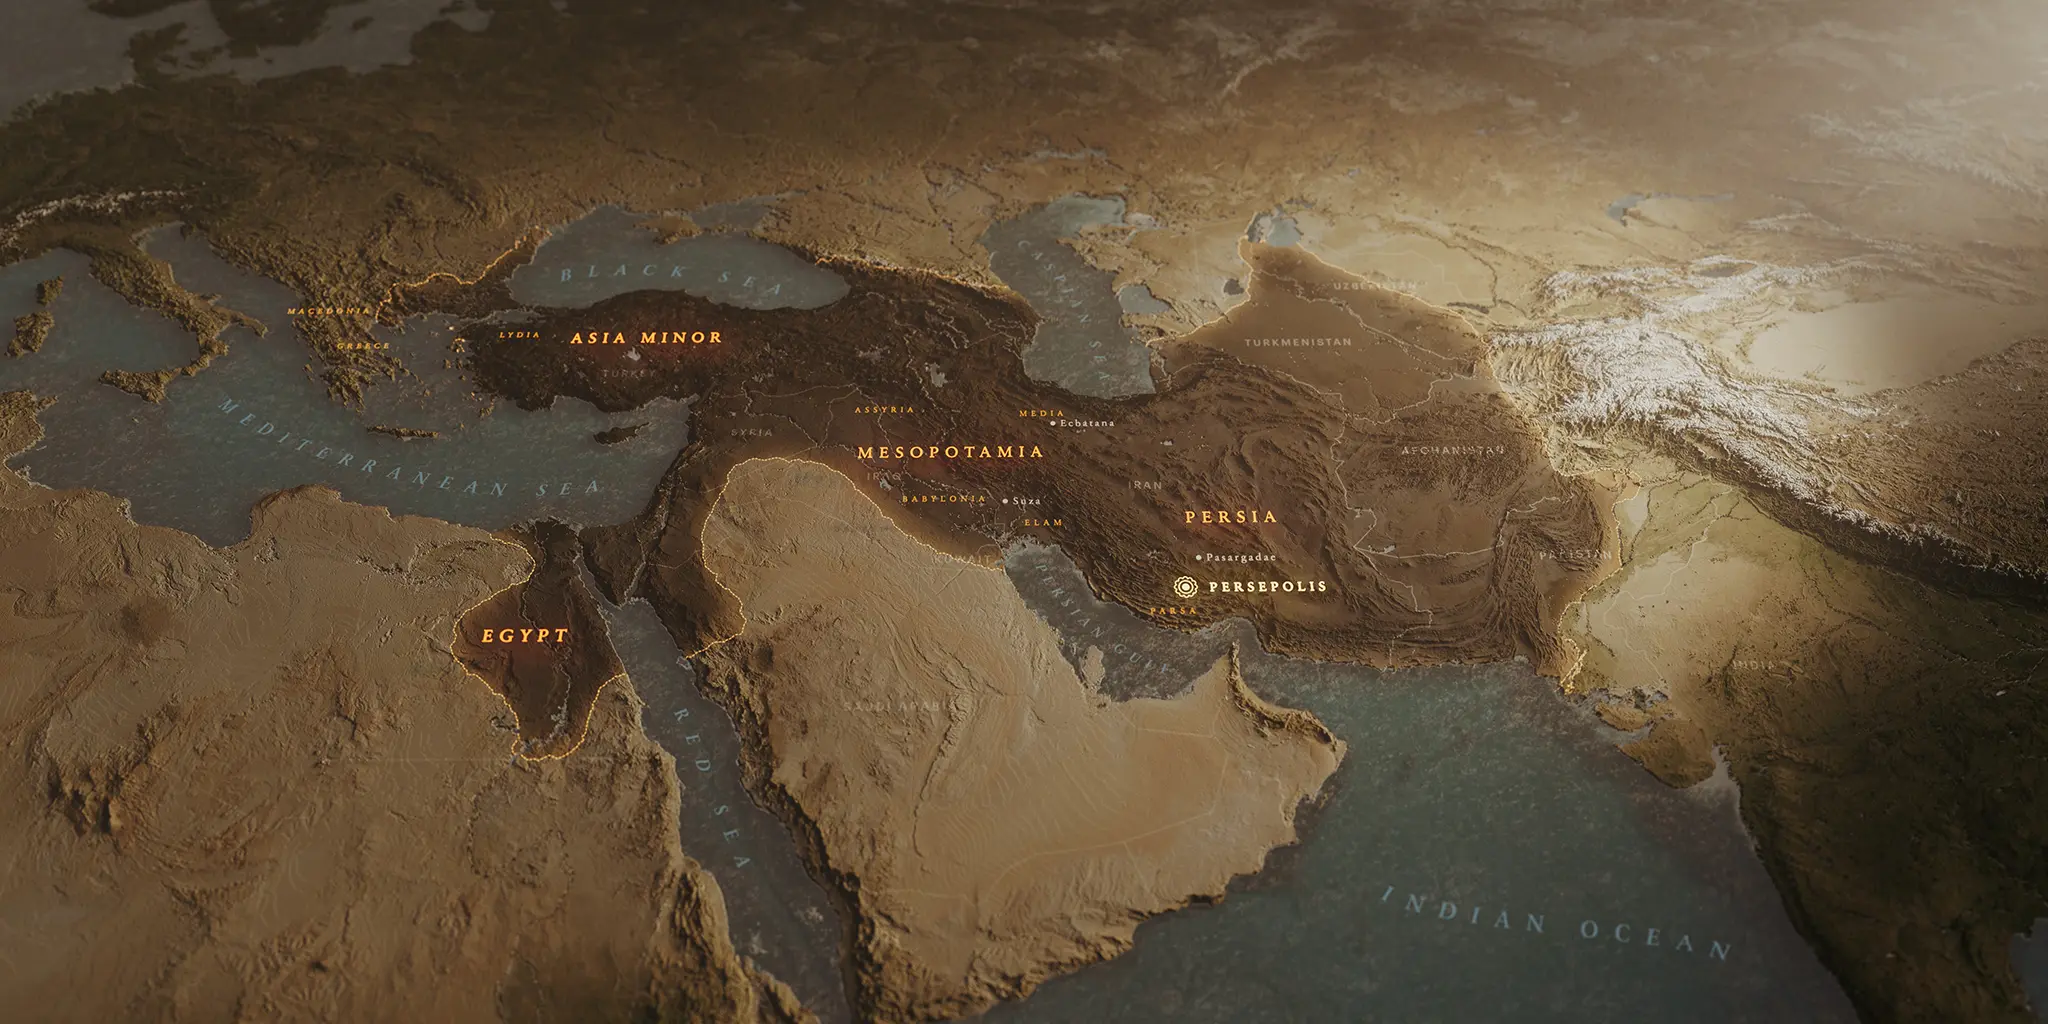 BLACK SEA
CASPIAN SEA
UZBEKISTAN
MACEDONIA
LYDIA
ASIA MINOR
GREECE
TURKMENISTAN
TURKEY
ASSYRIA
MEDIA
Ecbatana
SYRIA
MESOPOTAMIA
AFGHANISTAN
MEDITERRANEAN SEA
IRAQ
IRAN
BABYLONIA
Suza
ELAM
PERSIA
KUWAIT
Pasargadae
PAKISTAN
PERSEPOLIS
PARSA
PERSIAN GULF
EGYPT
INDIA
SAUDI ARABIA
RED SEA
INDIAN OCEAN